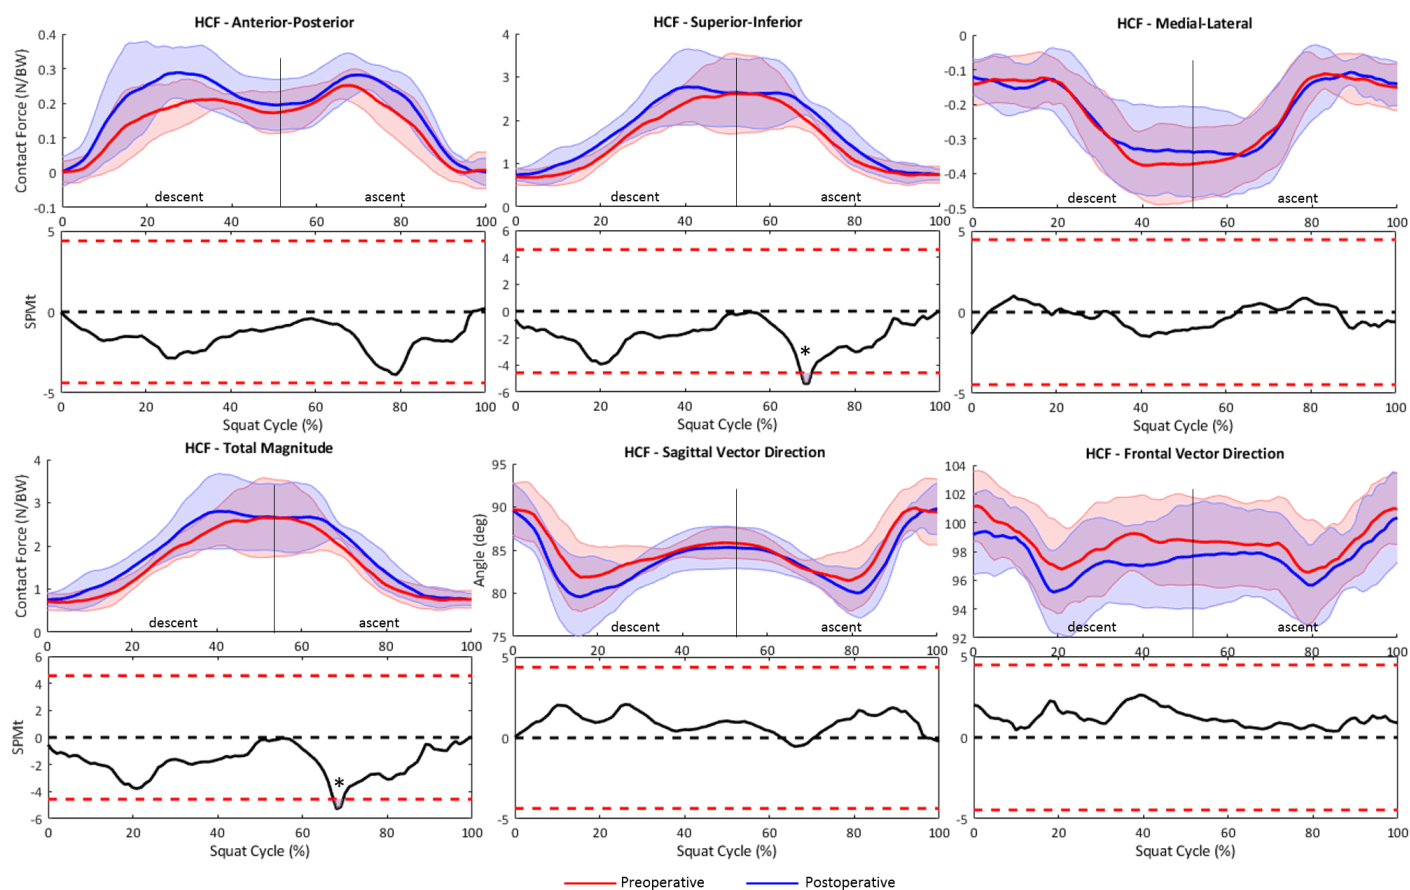 HCF - Anterior-Posterior
HCF - Superior-Inferior
HCF - Medial-Lateral
Contact Force (N/BW)
0.4
0.3
0.2
0.1
0
-0.1
descent
ascent
0 20 40 60 80 100
4
3
2
1
0
descent
ascent
0 20 40 60 80 100
0
-0.1
-0.2
-0.3
-0.4
-0.5
descent
ascent
0 20 40 60 80 100
SPMt
5
0
-5
0 20 40 60 80 100
Squat Cycle (%)
6
4
2
0
-2
-4
-6
*
0 20 40 60 80 100
Squat Cycle (%)
5
0
-5
0 20 40 60 80 100
Squat Cycle (%)
HCF - Total Magnitude
HCF - Sagittal Vector Direction
HCF - Frontal Vector Direction
Contact Force (N/BW)
4
3
2
1
0
descent
ascent
0 20 40 60 80 100
Angle (deg)
95
90
85
80
75
descent
ascent
0 20 40 60 80 100
104
102
100
98
96
94
92
descent
ascent
0 20 40 60 80 100
SPMt
6
4
2
0
-2
-4
-6
*
0 20 40 60 80 100
Squat Cycle (%)
5
0
-5
0 20 40 60 80 100
Squat Cycle (%)
5
0
-5
0 20 40 60 80 100
Squat Cycle (%)
Preoperative
Postoperative